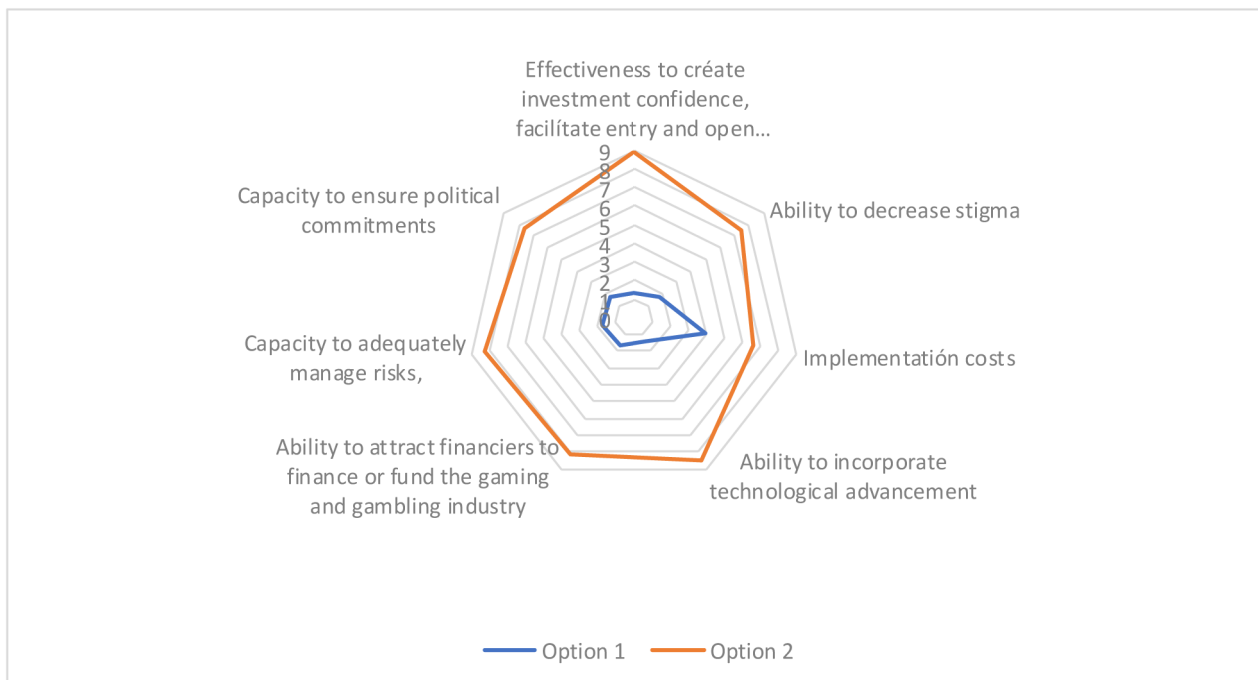 Effectiveness to créate
investment confidence,
facilítate entry and open...
9
8
7
6
5
4
3
2
1
0
Capacity to ensure political
commitments
Ability to decrease stigma
Capacity to adequately
manage risks,
Implementatión costs
Ability to attract financiers to
finance or fund the gaming
and gambling industry
Ability to incorporate
technological advancement
Option 1
Option 2